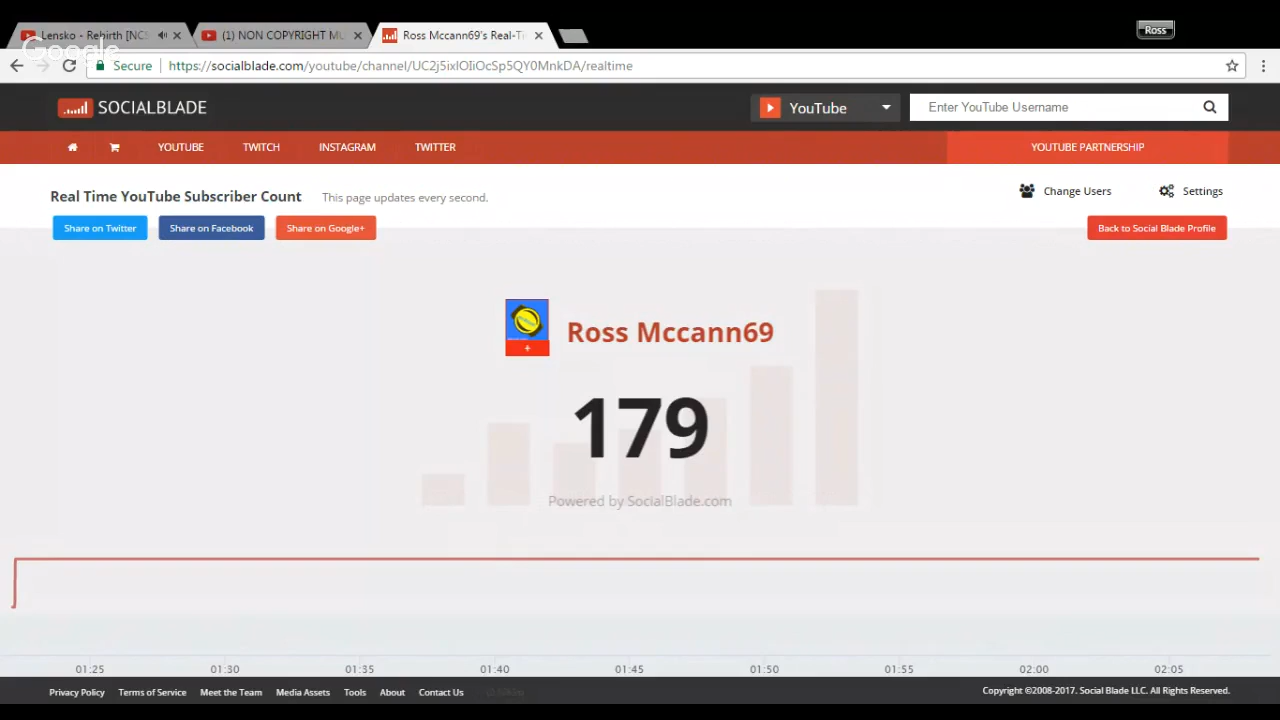 Lensko - Rebirth [NCS
(1) NON COPYRIGHT MU
Ross Mccann69's Real-Ti
Ross
Google
Secure
https://socialblade.com/youtube/channel/UC2j5ixIOIiOcSp5QY0MnkDA/realtime
SOCIALBLADE
YouTube
Enter YouTube Username
YOUTUBE
TWITCH
INSTAGRAM
TWITTER
YOUTUBE PARTNERSHIP
Real Time YouTube Subscriber Count
This page updates every second.
Change Users
Settings
Share on Twitter
Share on Facebook
Share on Google+
Back to Social Blade Profile
+
Ross Mccann69
179
Powered by SocialBlade.com
01:25 01:30 01:35 01:40 01:45 01:50 01:55 02:00 02:05
Privacy Policy Terms of Service Meet the Team Media Assets Tools About Contact Us
Copyright ©2008-2017. Social Blade LLC. All Rights Reserved.